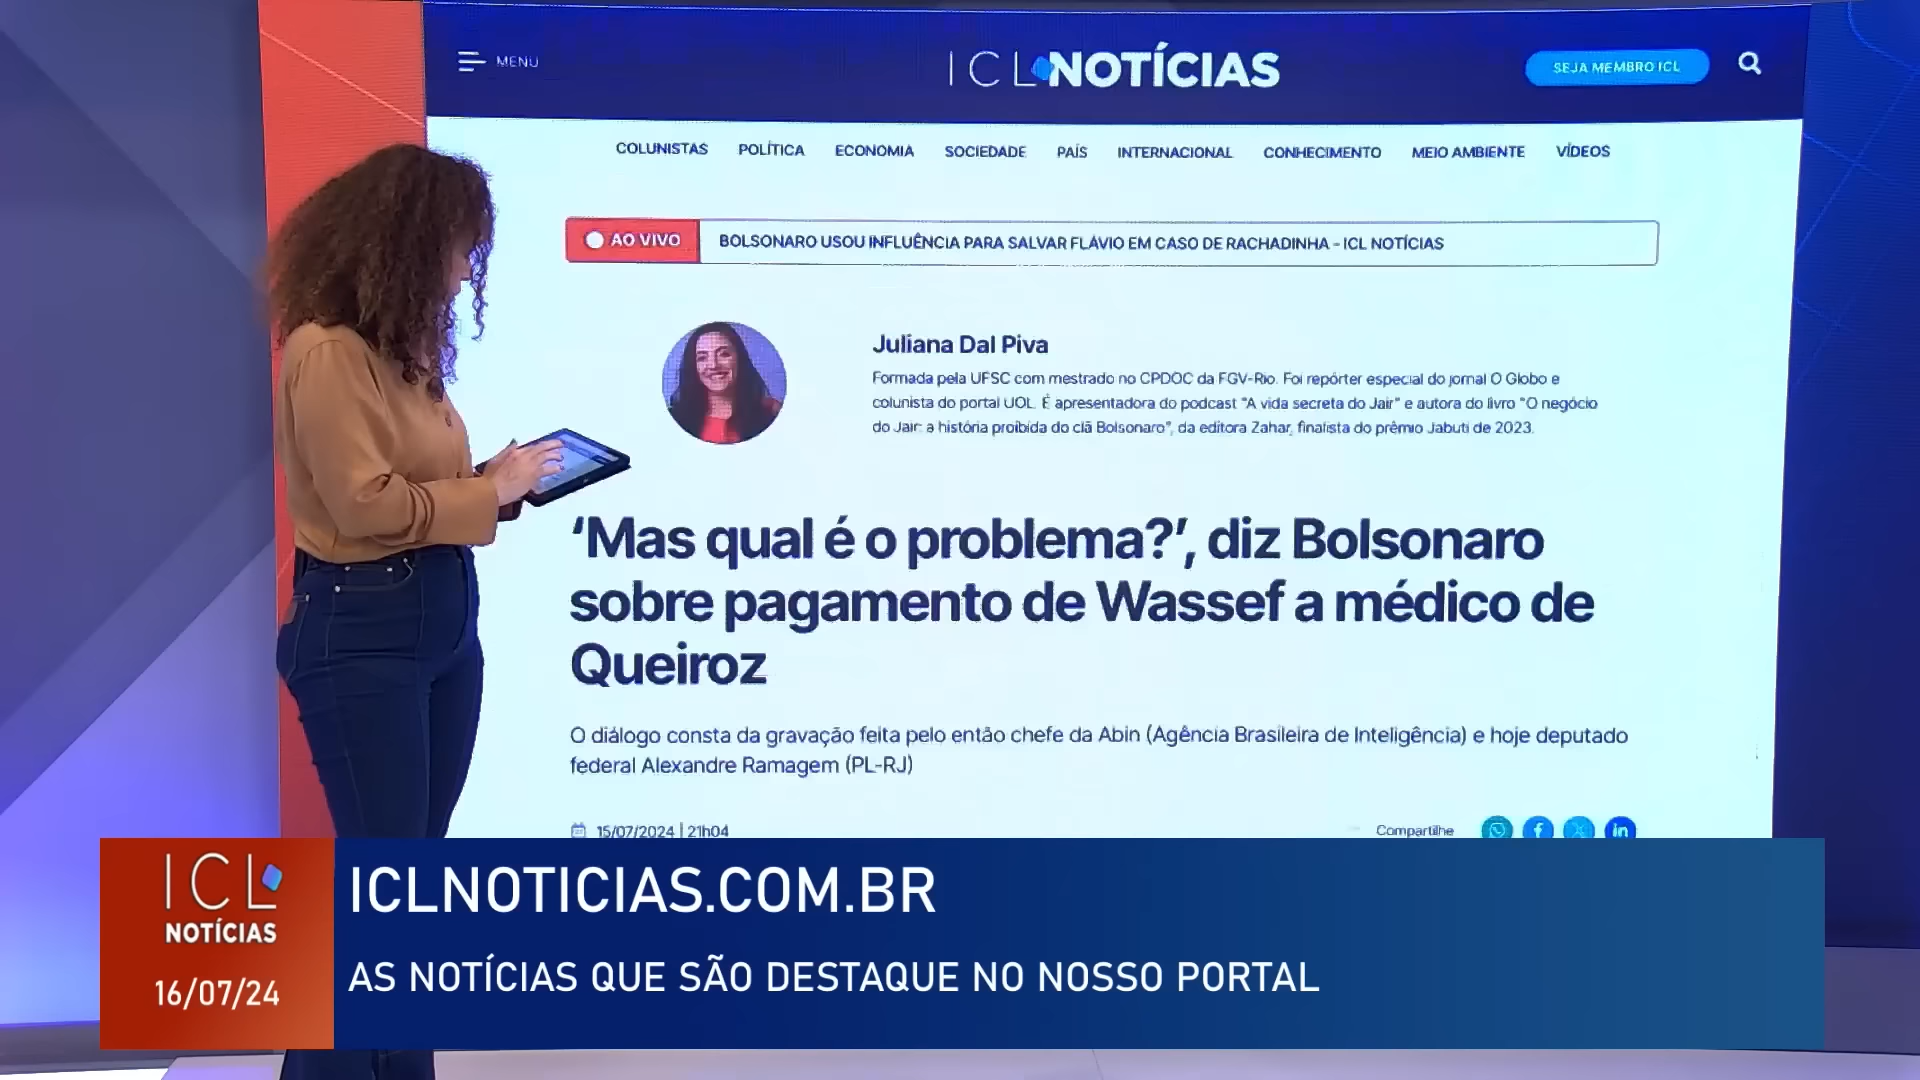 MENU
ICL NOTÍCIAS
SEJA MEMBRO ICL
COLUNISTAS POLÍTICA ECONOMIA SOCIEDADE PAÍS INTERNACIONAL CONHECIMENTO MEIO AMBIENTE VÍDEOS
AO VIVO BOLSONARO USOU INFLUÊNCIA PARA SALVAR FLÁVIO EM CASO DE RACHADINHA - ICL NOTÍCIAS
Juliana Dal Piva
Formada pela UFSC com mestrado no CPDOC da FGV-Rio. Foi repórter especial do jornal O Globo e
colunista do portal UOL. É apresentadora do podcast "A vida secreta do Jair" e autora do livro "O negócio
do Jair: a história proibida do clã Bolsonaro", da editora Zahar, finalista do prêmio Jabuti de 2023.
‘Mas qual é o problema?’, diz Bolsonaro
sobre pagamento de Wassef a médico de
Queiroz
O diálogo consta da gravação feita pelo então chefe da Abin (Agência Brasileira de Inteligência) e hoje deputado
federal Alexandre Ramagem (PL-RJ)
15/07/2024 | 21h04
Compartilhe
ICL
NOTÍCIAS
16/07/24
ICLNOTICIAS.COM.BR
AS NOTÍCIAS QUE SÃO DESTAQUE NO NOSSO PORTAL